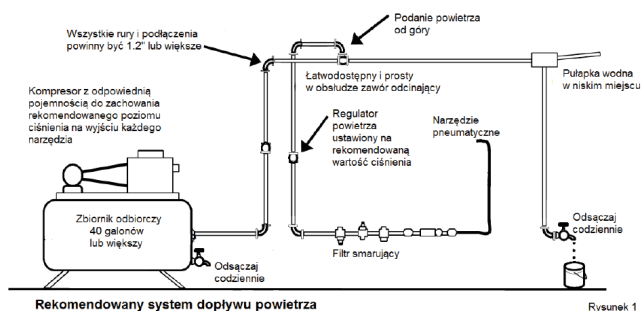 Podanie powietrza
od góry
Wszystkie rury i podłączenia
powinny być 1.2" lub większe
Łatwodostępny i prosty
w obsłudze zawór odcinający
Pułapka wodna
w niskim miejscu
Kompresor z odpowiednią
pojemnością do zachowania
rekomendowanego poziomu
ciśnienia na wyjściu każdego
narzędzia
Regulator
powietrza
ustawiony na
rekomendowaną
wartość ciśnienia
Narzędzie
pneumatyczne
Zbiornik odbiorczy
40 galonów
lub większy
Odsączaj
codziennie
Filtr smarujący
Odsączaj
codziennie
Rekomendowany system dopływu powietrza
Rysunek 1